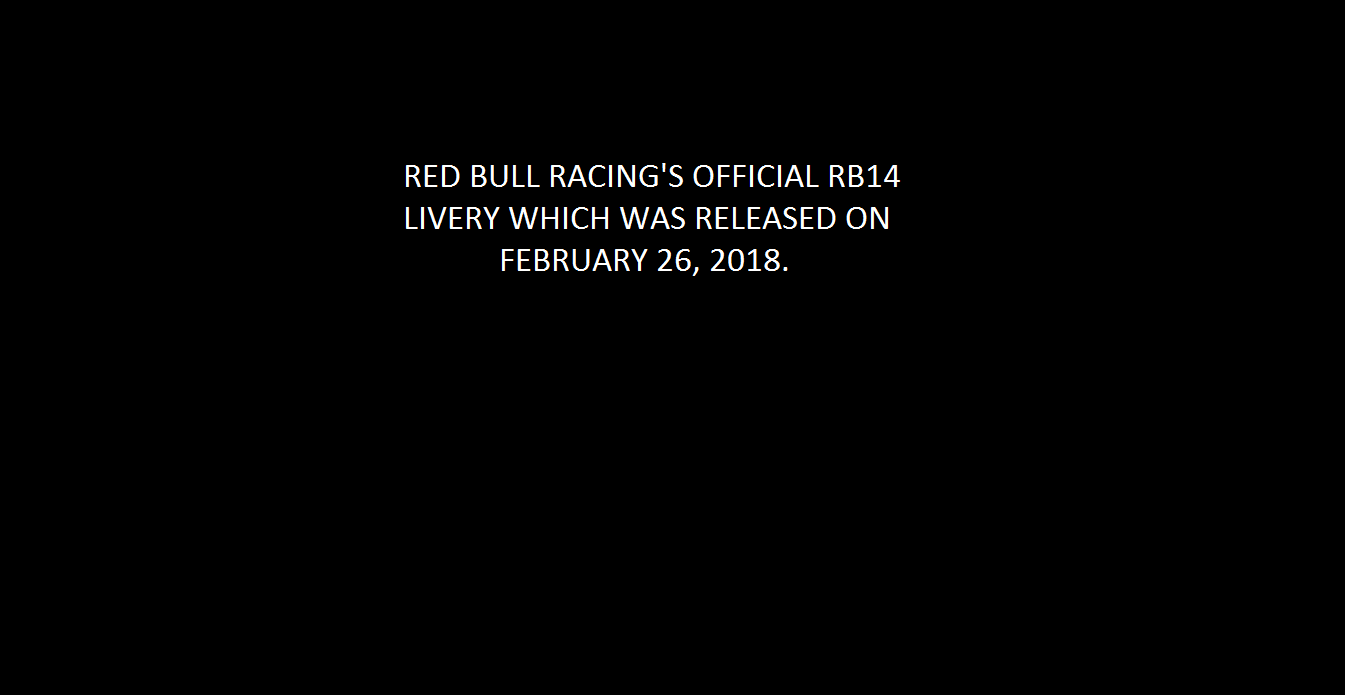 RED BULL RACING'S OFFICIAL RB14
LIVERY WHICH WAS RELEASED ON
FEBRUARY 26, 2018.